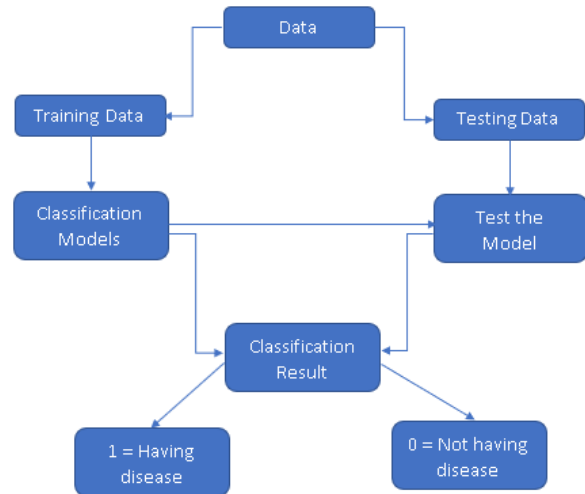 Data
Training Data
Testing Data
Classification
Models
Test the
Model
Classification
Result
1 = Having
disease
0 = Not having
disease